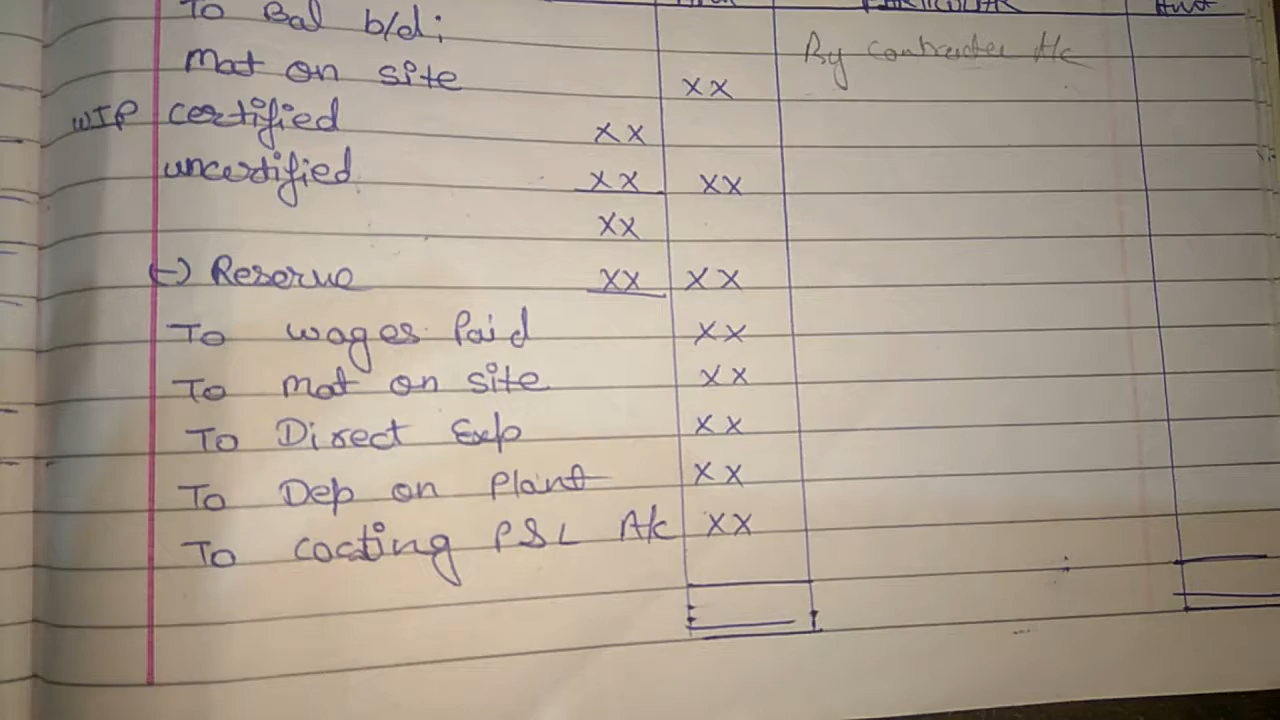 To Bal b/d;
By contractee A/c
Mat on site XX
WIP certified XX
uncertified XX XX
XX
(-) Reserve XX XX
To wages Paid XX
To mat on site XX
To Direct Exp XX
To Dep on Plant XX
To costing P&L A/c XX